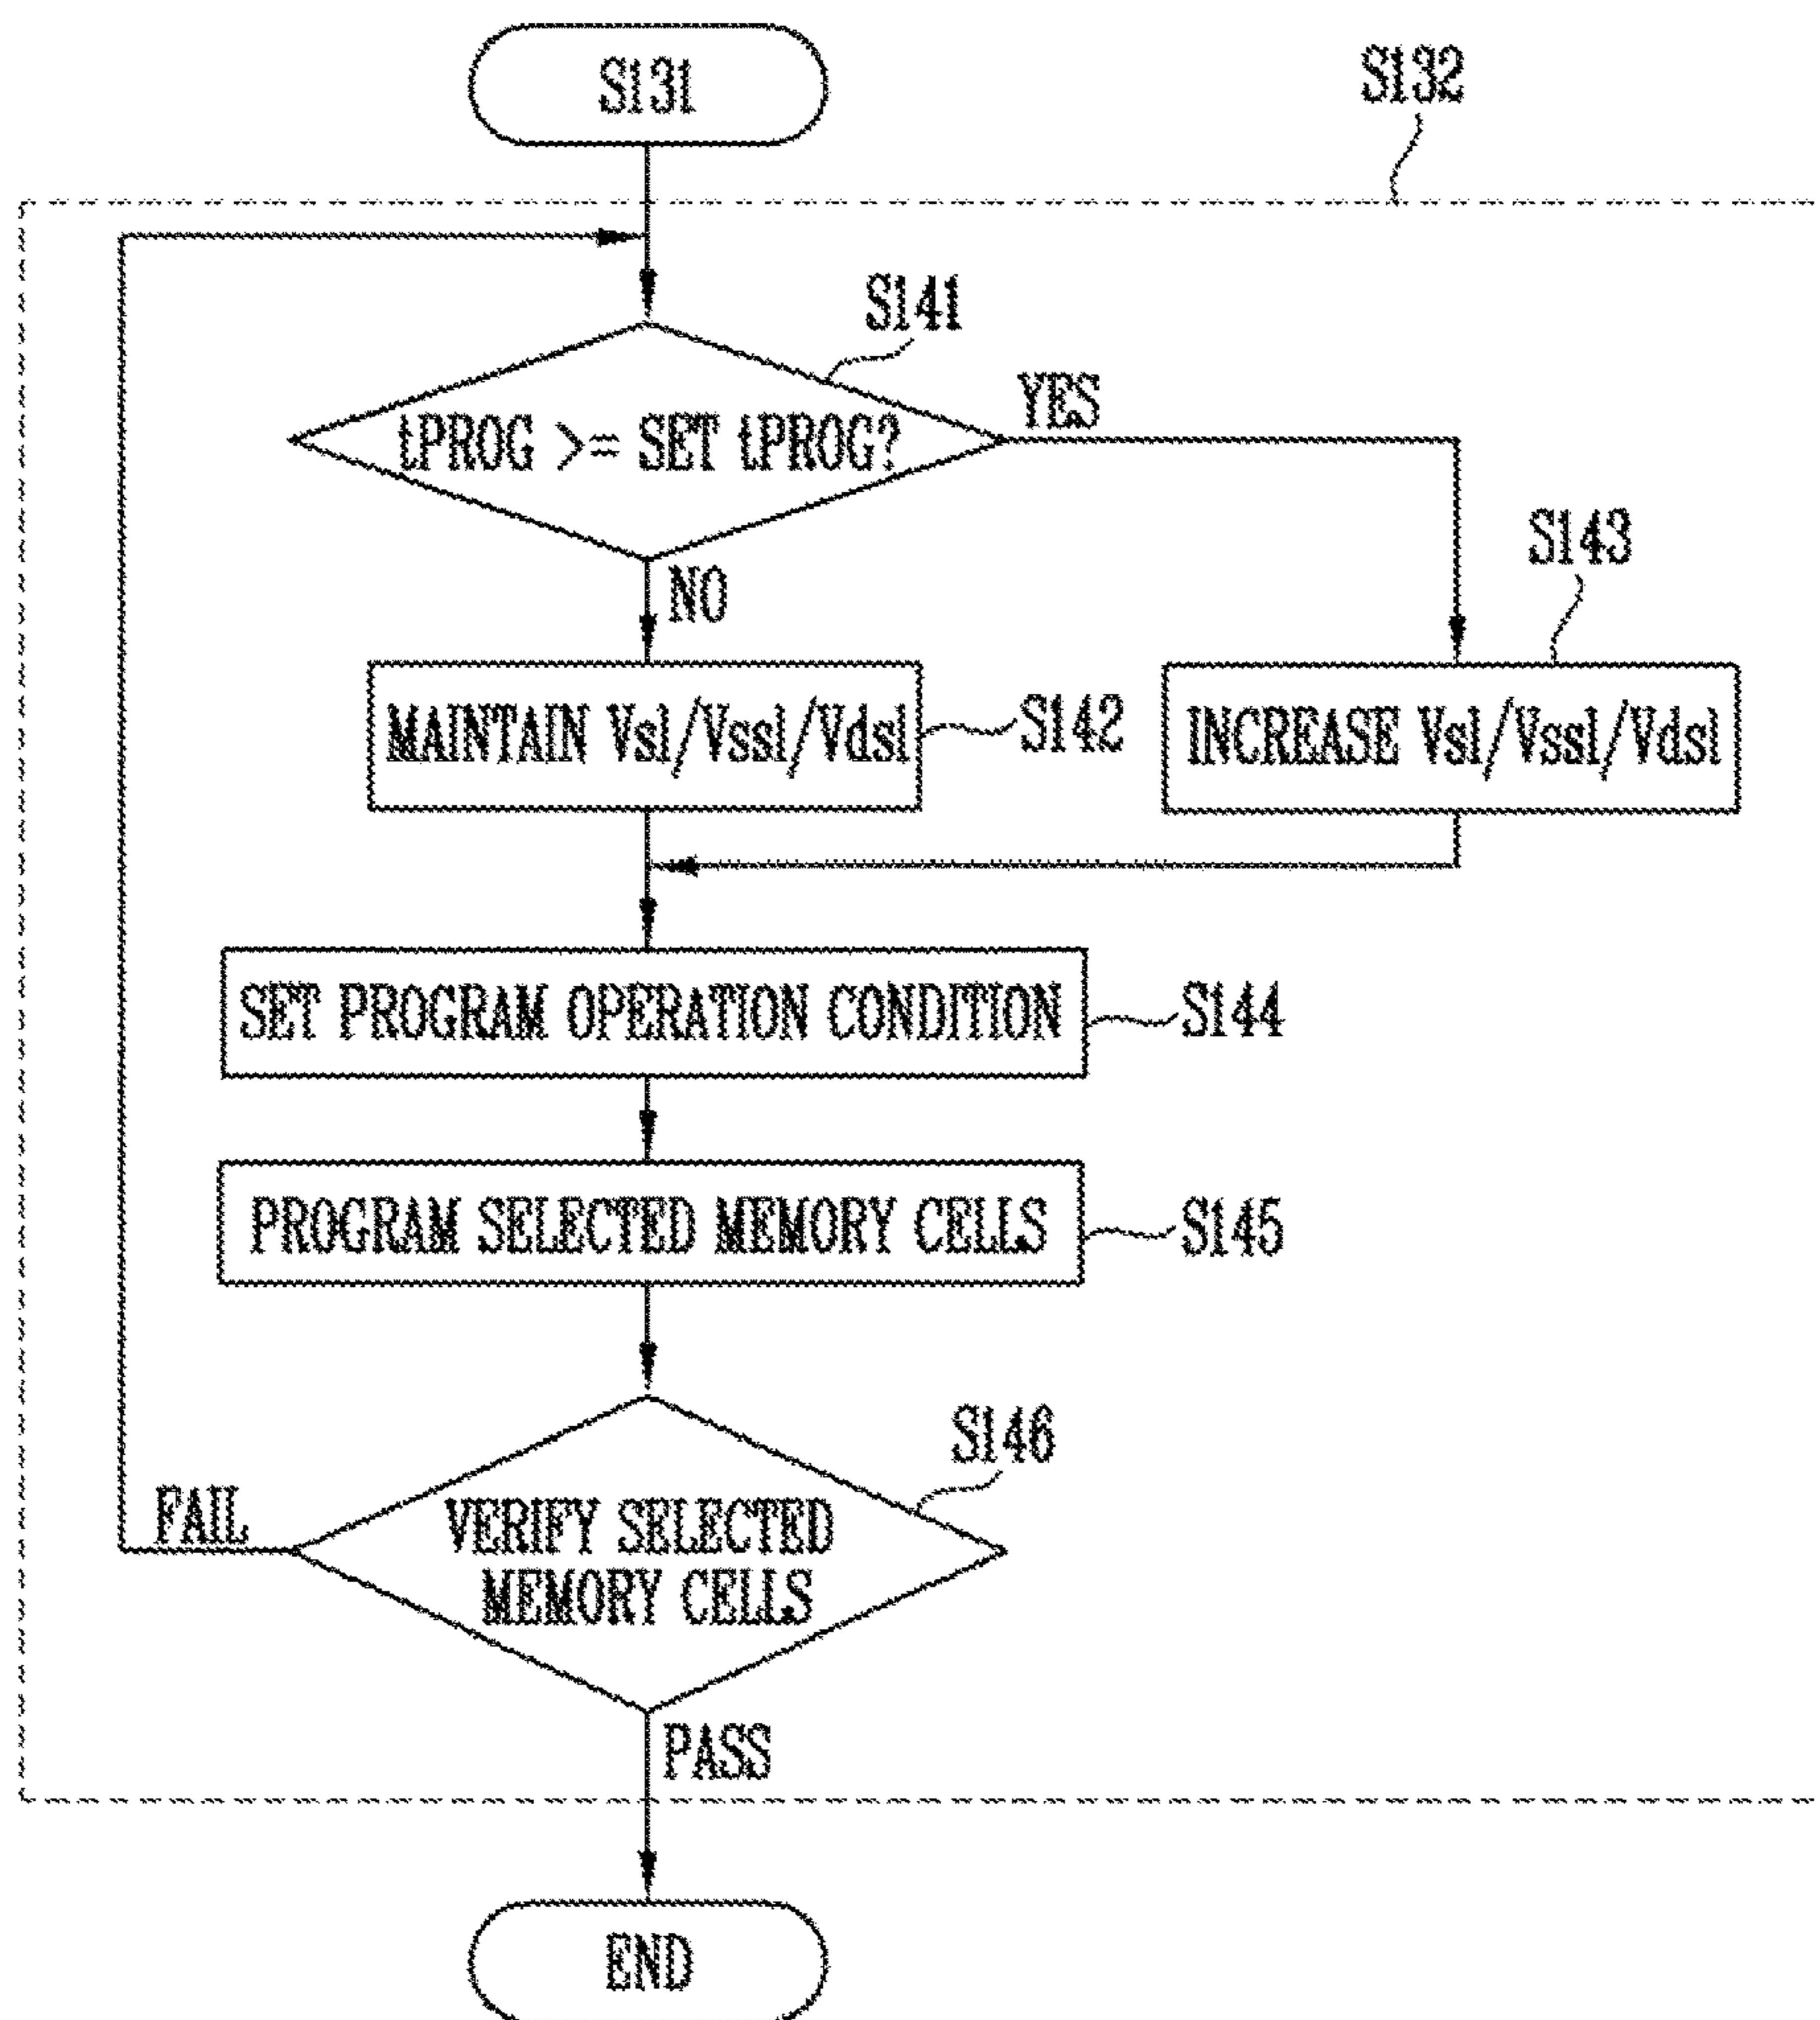 S131
S132
S141
tPROG >= SET tPROG?
YES
NO
S143
MAINTAIN Vsl/Vssl/Vdsl
S142
INCREASE Vsl/Vssl/Vdsl
SET PROGRAM OPERATION CONDITION
S144
PROGRAM SELECTED MEMORY CELLS
S145
S146
FAIL
VERIFY SELECTED
MEMORY CELLS
PASS
END